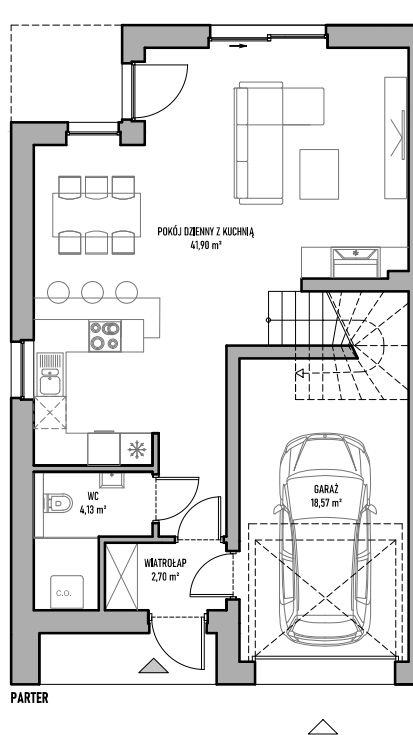 POKÓJ DZIENNY Z KUCHNIĄ
41,90 m²
WC
4,13 m²
GARAŻ
18,57 m²
WIATROŁAP
2,70 m²
C.O.
PARTER